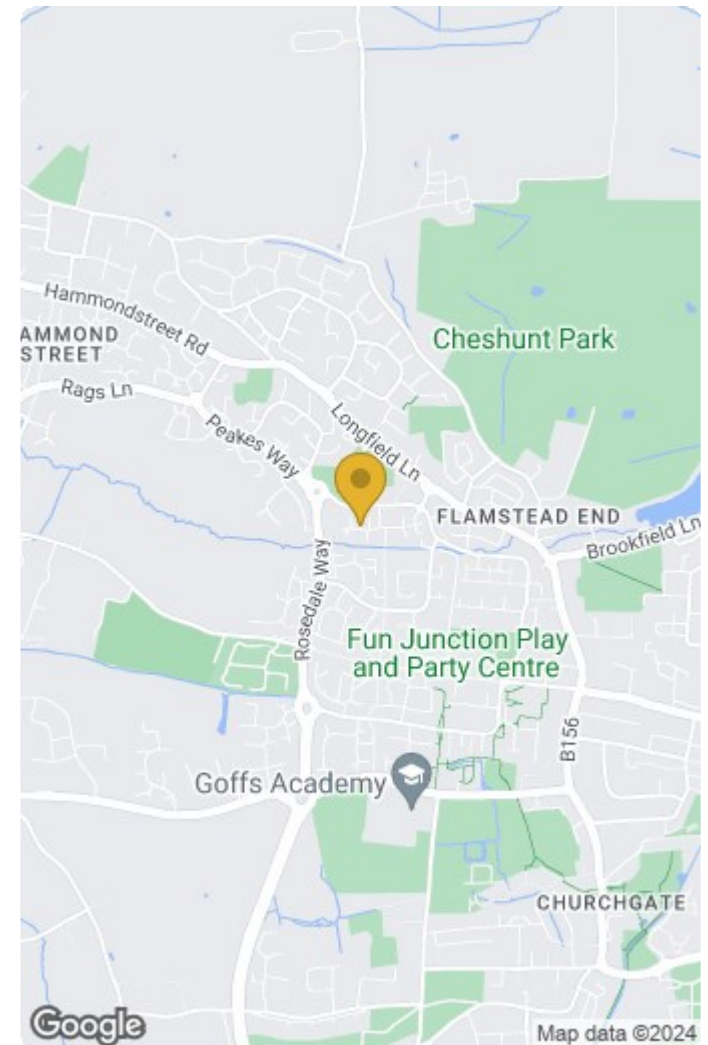 Hammondstreet Rd
Cheshunt Park
AMMOND
STREET
Rags Ln
Longfield Ln
Peakes Way
FLAMSTEAD END
Brookfield Ln
Rosedale Way
Fun Junction Play
and Party Centre
B156
Goffs Academy
CHURCHGATE
Google
Map data ©2024